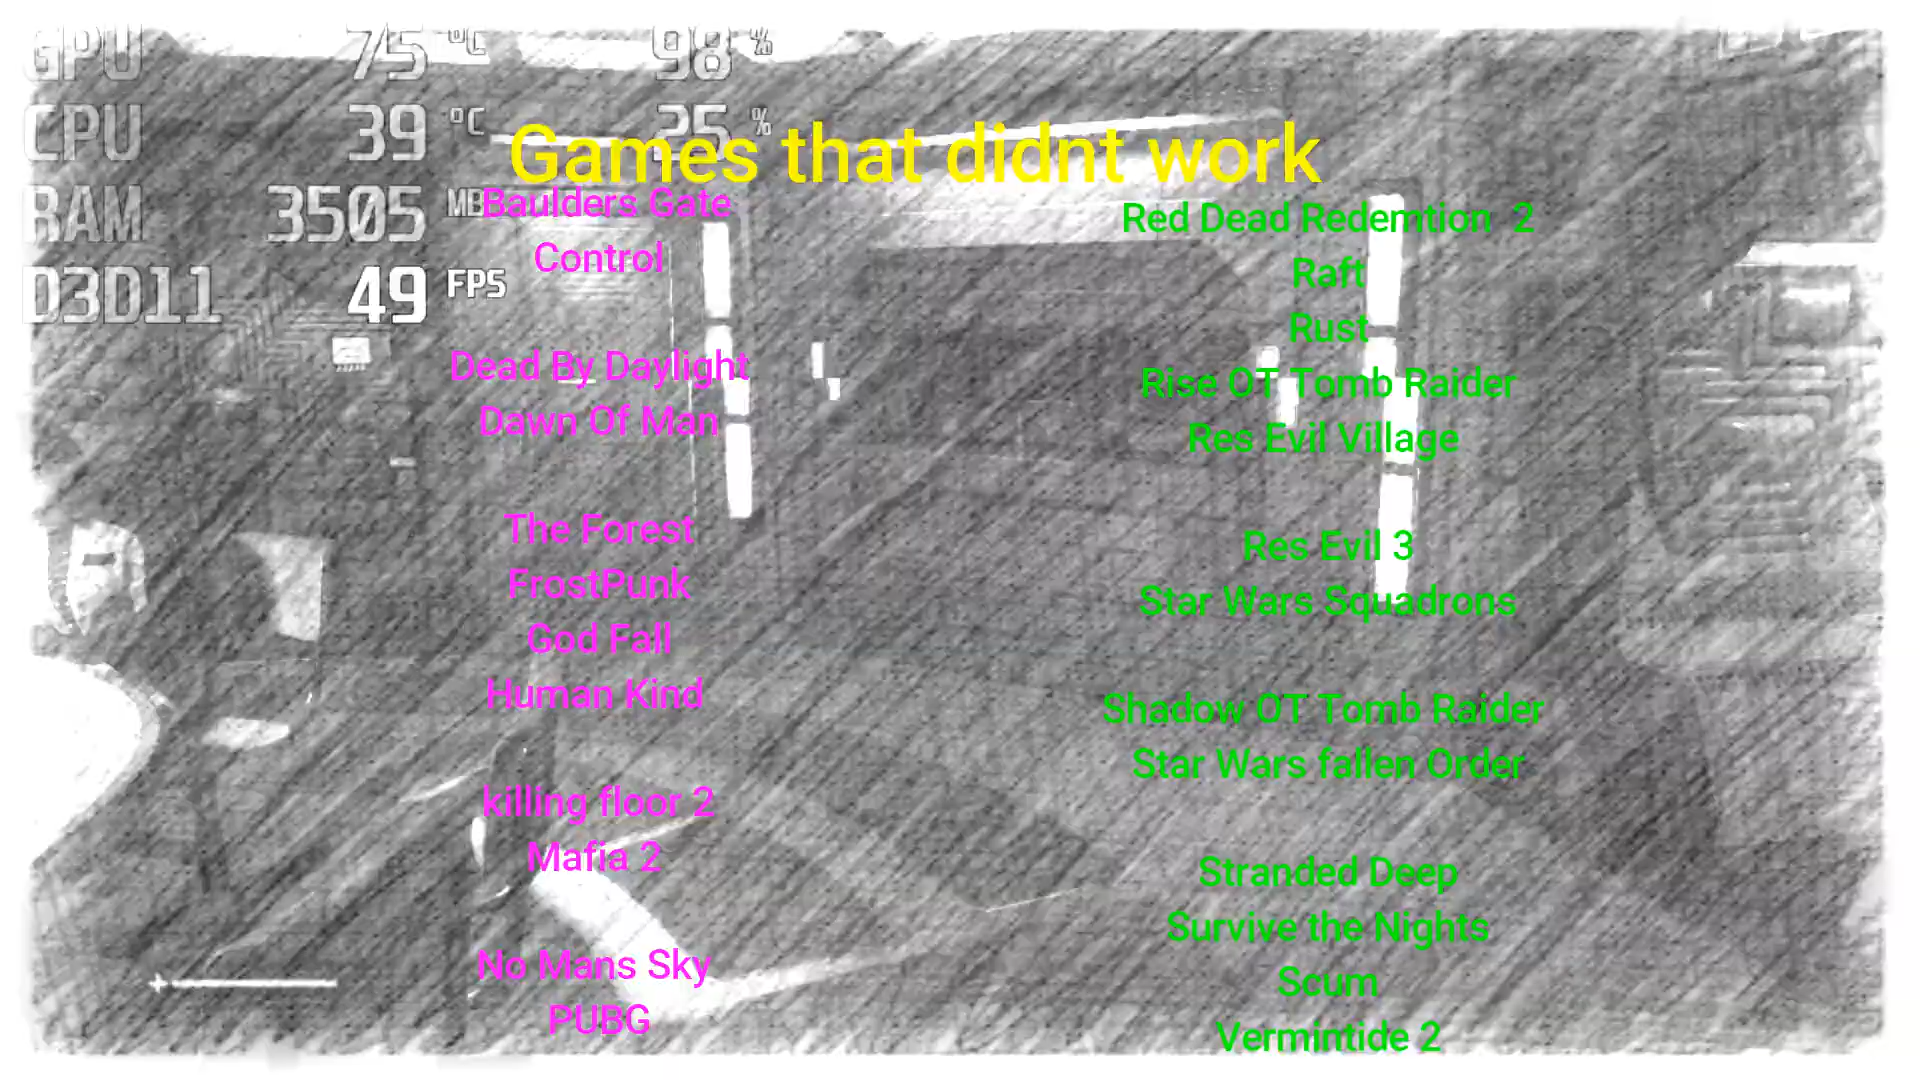 GPU 75 °C 98 %
CPU 39 °C 25 %
RAM 3505 MB
D3D11 49 FPS
Games that didnt work
Baulders Gate
Control
Dead By Daylight
Dawn Of Man
The Forest
FrostPunk
God Fall
Human Kind
killing floor 2
Mafia 2
No Mans Sky
PUBG
Red Dead Redemtion 2
Raft
Rust
Rise OT Tomb Raider
Res Evil Village
Res Evil 3
Star Wars Squadrons
Shadow OT Tomb Raider
Star Wars fallen Order
Stranded Deep
Survive the Nights
Scum
Vermintide 2